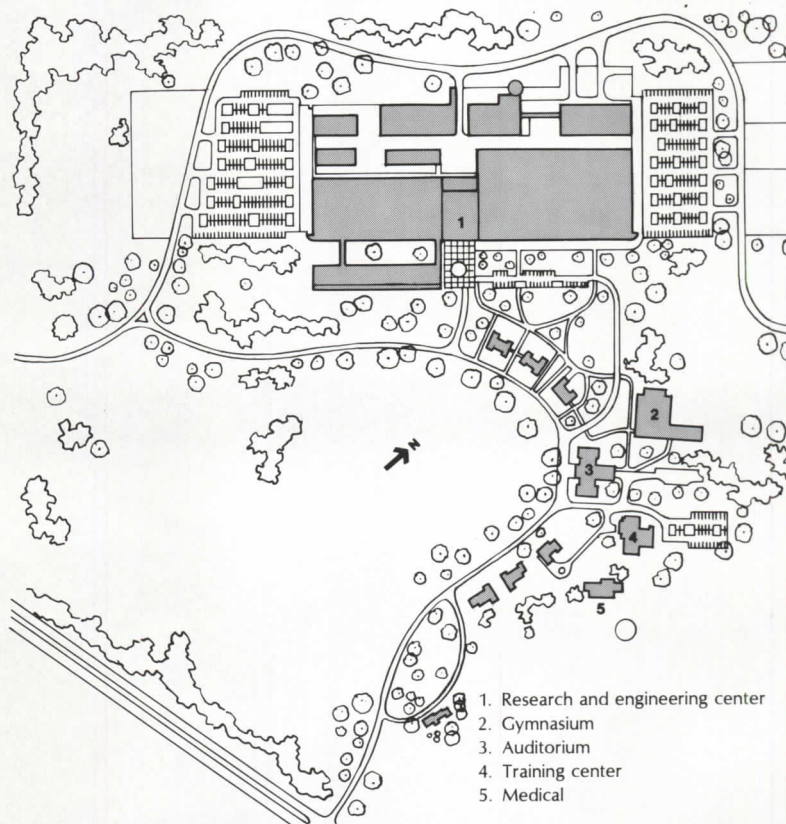 1
2
N
3
4
5
1. Research and engineering center
2. Gymnasium
3. Auditorium
4. Training center
5. Medical